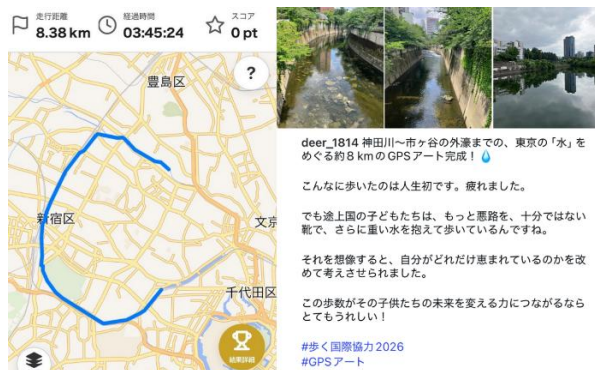 走行距離
8.38 km
経過時間
03:45:24
スコア
0 pt
?
豊島区
新宿区
文京
千代田区
結果詳細
deer_1814 神田川〜市ヶ谷の外濠までの、東京の「水」を
めぐる約8 kmのGPSアート完成！💧
こんなに歩いたのは人生初です。疲れました。
でも途上国の子どもたちは、もっと悪路を、十分ではない
靴で、さらに重い水を抱えて歩いているんですね。
それを想像すると、自分がどれだけ恵まれているのかを改
めて考えさせられました。
この歩数がその子供たちの未来を変える力につながるなら
とてもうれしい！
#歩く国際協力2026
#GPSアート